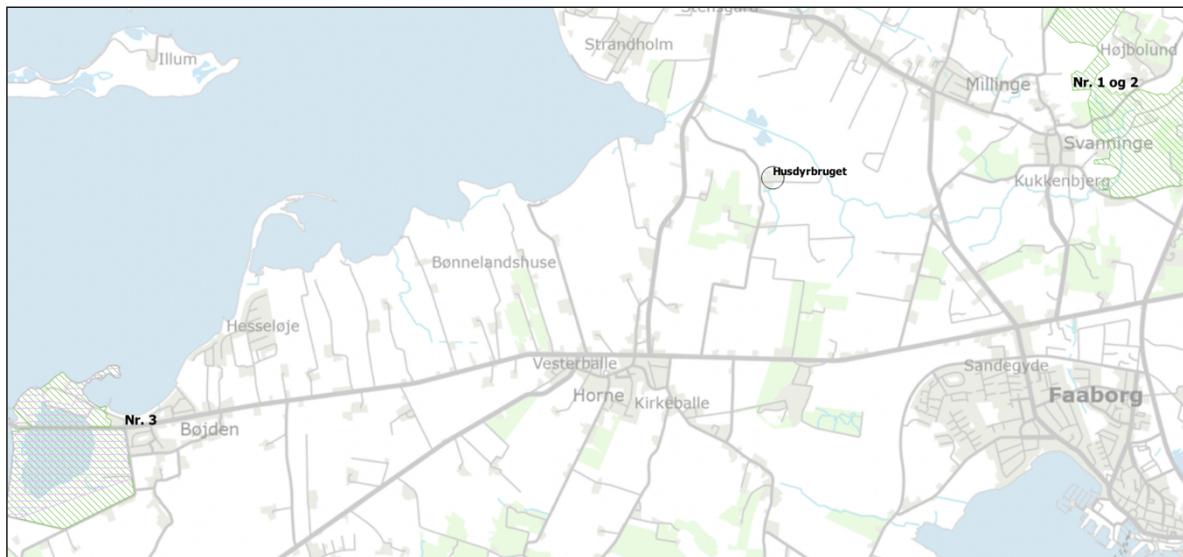 Stensgård
Illum
Strandholm
Højbolund
Millinge
Nr. 1 og 2
Svanninge
Husdyrbruget
Kukkenbjerg
Bønnelandshuse
Hesseløje
Vesterballe
Sandegyde
Horne
Kirkeballe
Faaborg
Nr. 3
Bøjden